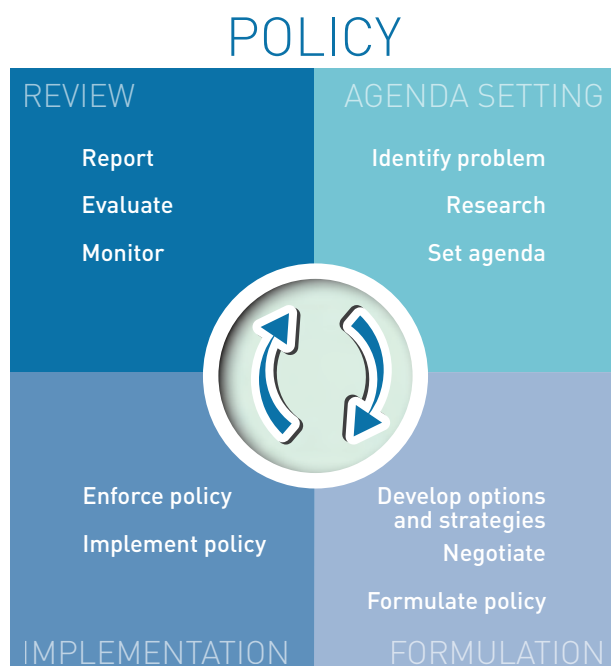 POLICY
REVIEW
Report
Evaluate
Monitor
AGENDA SETTING
Identify problem
Research
Set agenda
Enforce policy
Implement policy
IMPLEMENTATION
Develop options
and strategies
Negotiate
Formulate policy
FORMULATION